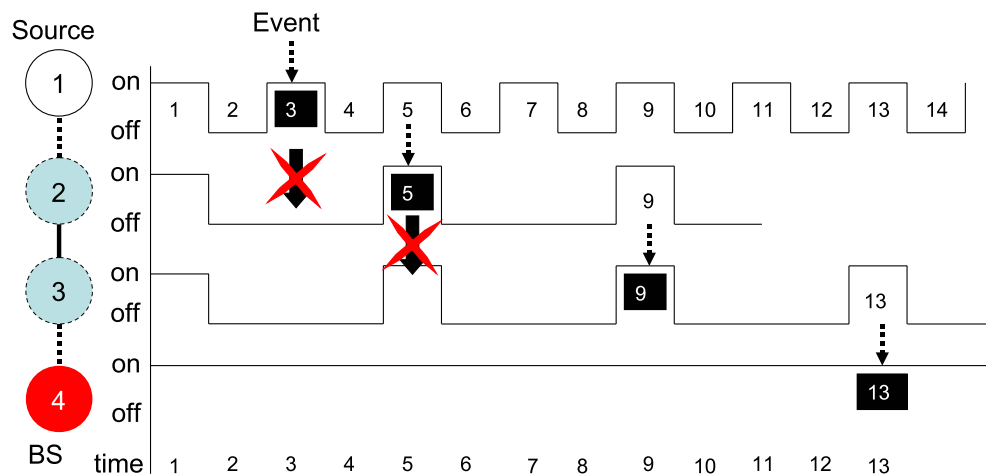 Event
Source
1
on
off
1 2 3 4 5 6 7 8 9 10 11 12 13 14
2
on
off
5 9
3
on
off
9 13
4
on
off
13
BS
time 1 2 3 4 5 6 7 8 9 10 11 12 13